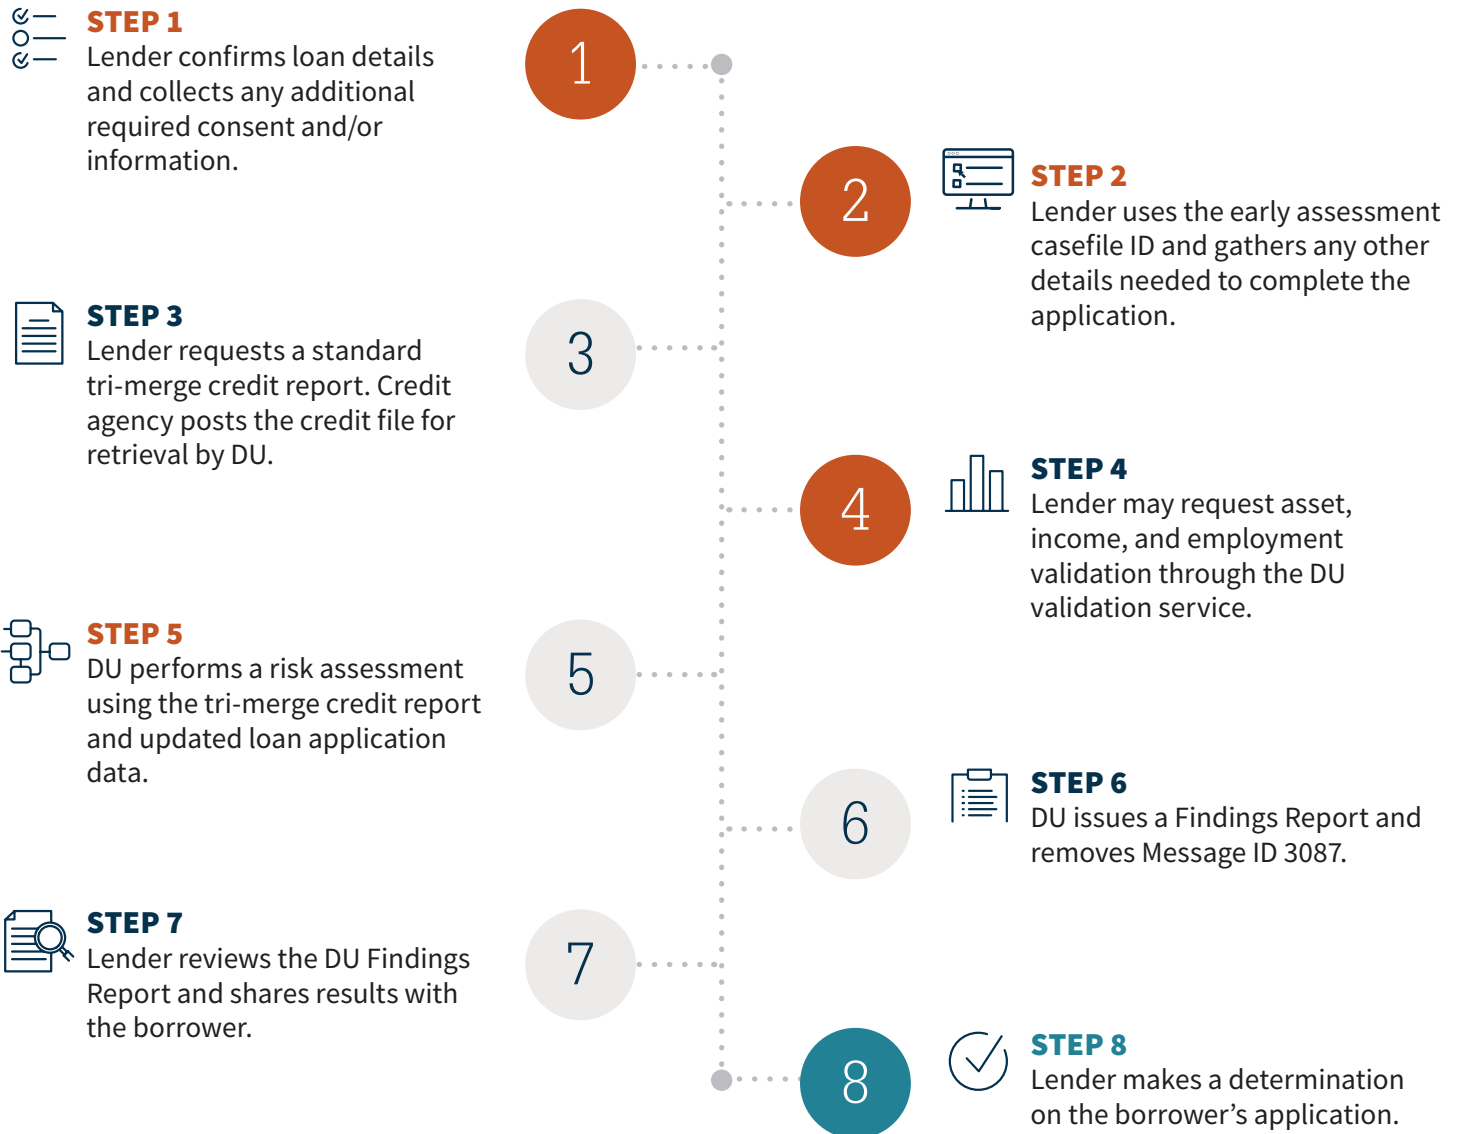 STEP 1
Lender confirms loan details
and collects any additional
required consent and/or
information.
1
2
STEP 2
Lender uses the early assessment
casefile ID and gathers any other
details needed to complete the
application.
STEP 3
Lender requests a standard
tri-merge credit report. Credit
agency posts the credit file for
retrieval by DU.
3
4
STEP 4
Lender may request asset,
income, and employment
validation through the DU
validation service.
STEP 5
DU performs a risk assessment
using the tri-merge credit report
and updated loan application
data.
5
6
STEP 6
DU issues a Findings Report and
removes Message ID 3087.
STEP 7
Lender reviews the DU Findings
Report and shares results with
the borrower.
7
8
STEP 8
Lender makes a determination
on the borrower’s application.